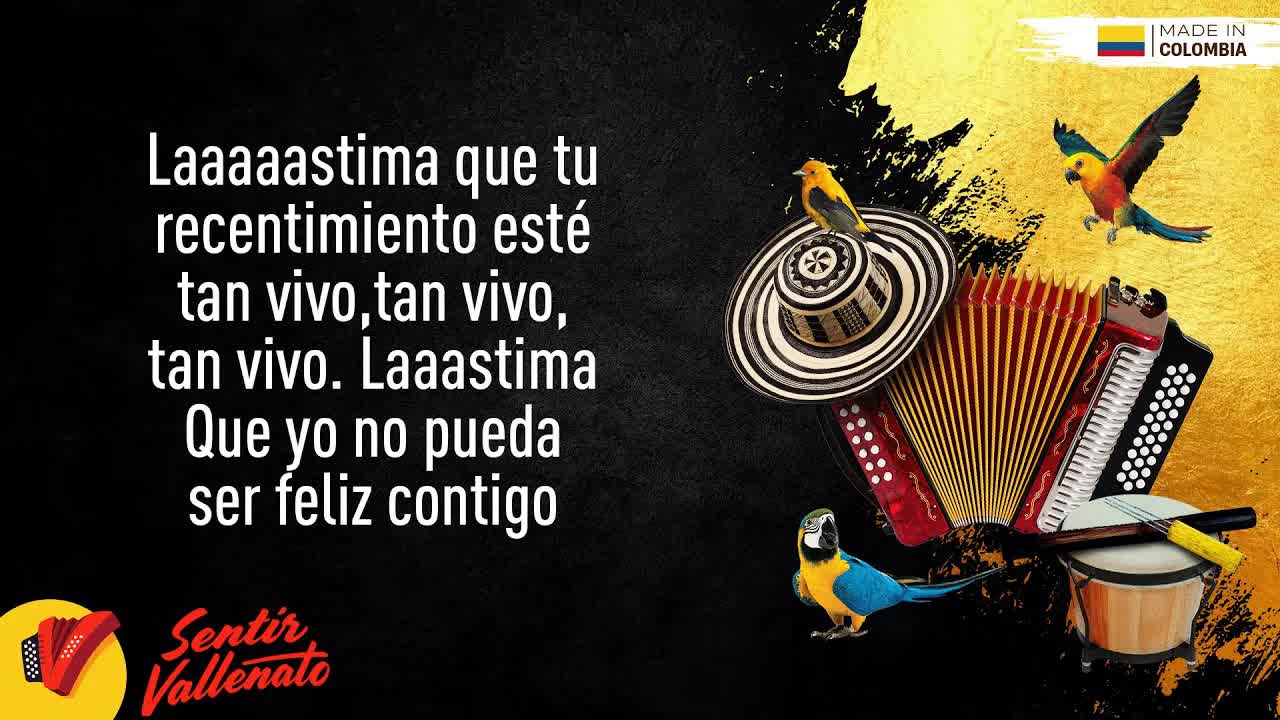 MADE IN
COLOMBIA
Laaaaastima que tu
recentimiento esté
tan vivo,tan vivo,
tan vivo. Laaastima
Que yo no pueda
ser feliz contigo
Sentir
Vallenato